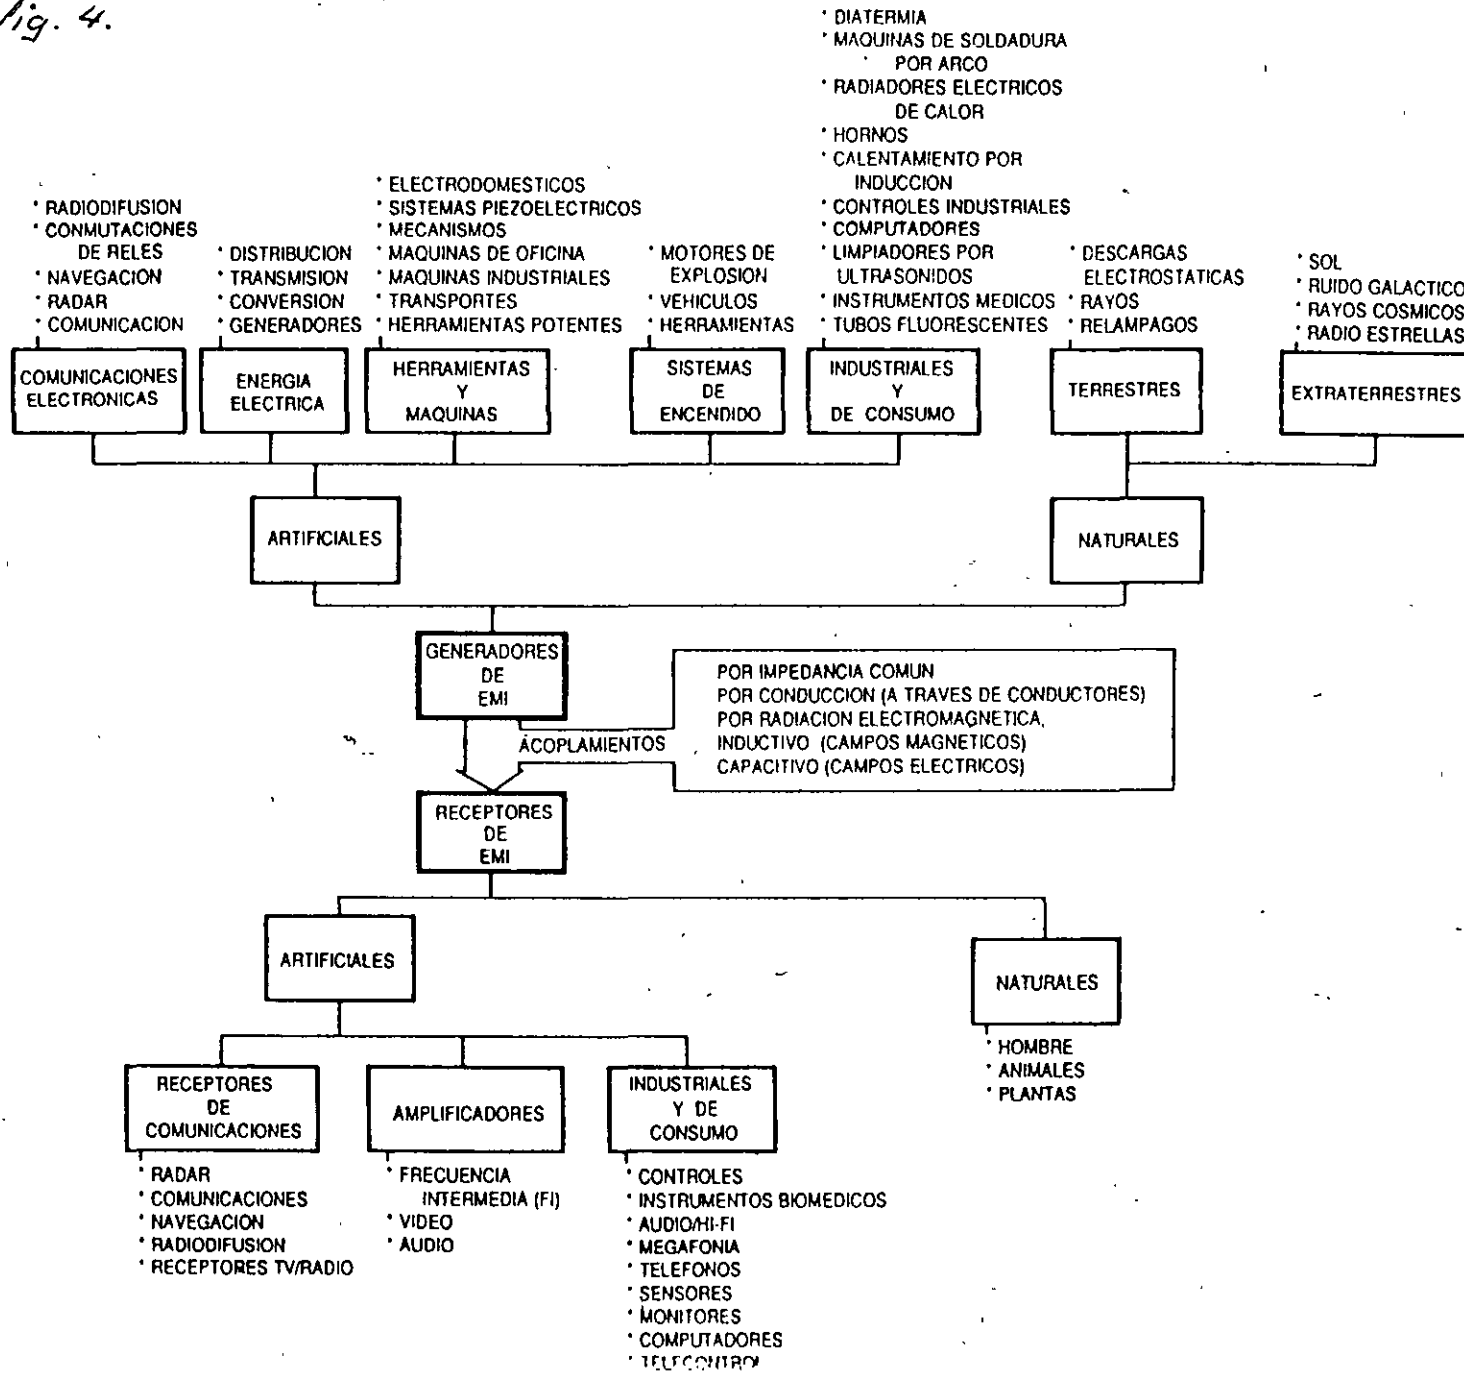 Fig. 4.
* DIATERMIA
* MAQUINAS DE SOLDADURA
POR ARCO
* RADIADORES ELECTRICOS
DE CALOR
* HORNOS
* CALENTAMIENTO POR
INDUCCION
* CONTROLES INDUSTRIALES
* COMPUTADORES
* LIMPIADORES POR
ULTRASONIDOS
* INSTRUMENTOS MEDICOS
* TUBOS FLUORESCENTES
* RADIODIFUSION
* CONMUTACIONES
DE RELES
* NAVEGACION
* RADAR
* COMUNICACION
* DISTRIBUCION
* TRANSMISION
* CONVERSION
* GENERADORES
* ELECTRODOMESTICOS
* SISTEMAS PIEZOELECTRICOS
* MECANISMOS
* MAQUINAS DE OFICINA
* MAQUINAS INDUSTRIALES
* TRANSPORTES
* HERRAMIENTAS POTENTES
* MOTORES DE
EXPLOSION
* VEHICULOS
* HERRAMIENTAS
* DESCARGAS
ELECTROSTATICAS
* RAYOS
* RELAMPAGOS
* SOL
* RUIDO GALACTICO
* RAYOS COSMICOS
* RADIO ESTRELLAS
COMUNICACIONES
ELECTRONICAS
ENERGIA
ELECTRICA
HERRAMIENTAS
Y
MAQUINAS
SISTEMAS
DE
ENCENDIDO
INDUSTRIALES
Y
DE CONSUMO
TERRESTRES
EXTRATERRESTRES
ARTIFICIALES
NATURALES
GENERADORES
DE
EMI
ACOPLAMIENTOS
POR IMPEDANCIA COMUN
POR CONDUCCION (A TRAVES DE CONDUCTORES)
POR RADIACION ELECTROMAGNETICA,
INDUCTIVO (CAMPOS MAGNETICOS)
CAPACITIVO (CAMPOS ELECTRICOS)
RECEPTORES
DE
EMI
ARTIFICIALES
NATURALES
* HOMBRE
* ANIMALES
* PLANTAS
RECEPTORES
DE
COMUNICACIONES
AMPLIFICADORES
INDUSTRIALES
Y DE
CONSUMO
* RADAR
* COMUNICACIONES
* NAVEGACION
* RADIODIFUSION
* RECEPTORES TV/RADIO
* FRECUENCIA
INTERMEDIA (FI)
* VIDEO
* AUDIO
* CONTROLES
* INSTRUMENTOS BIOMEDICOS
* AUDIO/HI-FI
* MEGAFONIA
* TELEFONOS
* SENSORES
* MONITORES
* COMPUTADORES
* TELECONTROL